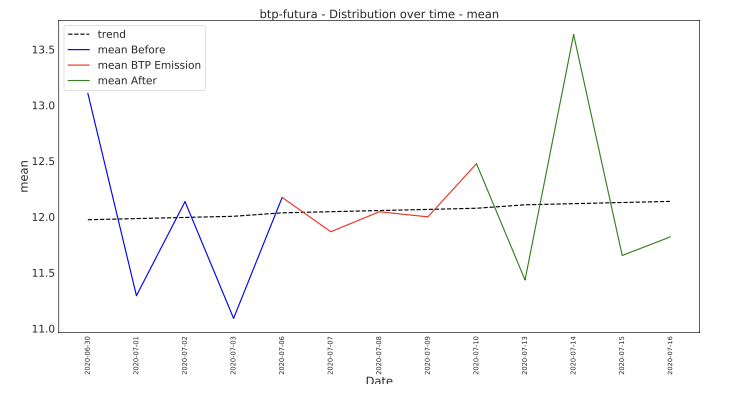 btp-futura - Distribution over time - mean
trend
mean Before
mean BTP Emission
mean After
mean
13.5
13.0
12.5
12.0
11.5
11.0
2020-06-30
2020-07-01
2020-07-02
2020-07-03
2020-07-06
2020-07-07
2020-07-08
2020-07-09
2020-07-10
2020-07-13
2020-07-14
2020-07-15
2020-07-16
Date